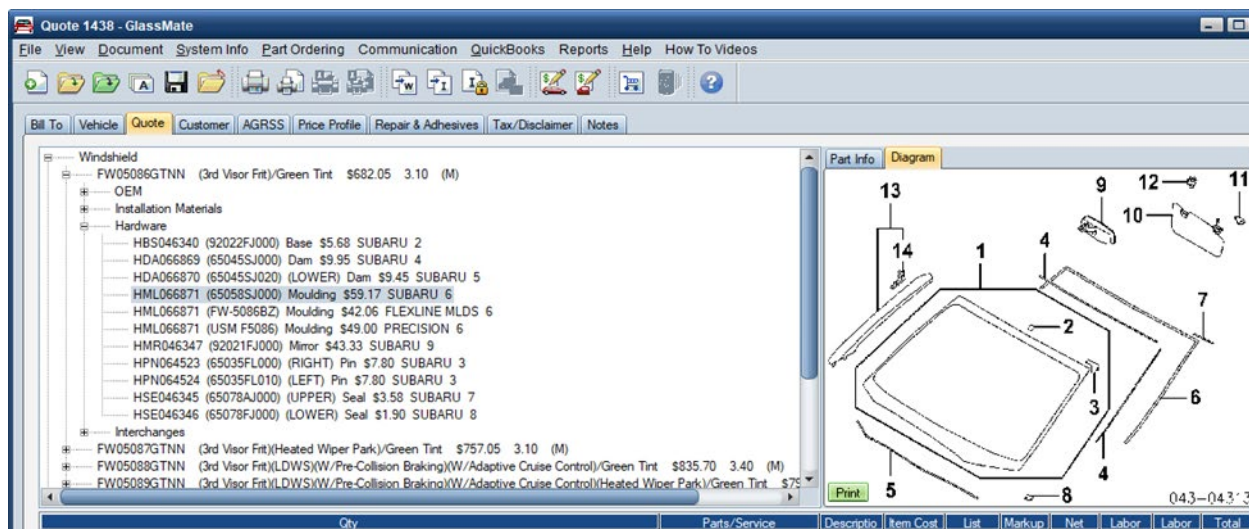 Quote 1438 - GlassMate
File View Document System Info Part Ordering Communication QuickBooks Reports Help How To Videos
A W I I $ $ ?
Bill To Vehicle Quote Customer AGRSS Price Profile Repair & Adhesives Tax/Disclaimer Notes
Windshield
FW05086GTNN (3rd Visor Frit)/Green Tint $682.05 3.10 (M)
OEM
Installation Materials
Hardware
HBS046340 (92022FJ000) Base $5.68 SUBARU 2
HDA066869 (65045SJ000) Dam $9.95 SUBARU 4
HDA066870 (65045SJ020) (LOWER) Dam $9.45 SUBARU 5
HML066871 (65058SJ000) Moulding $59.17 SUBARU 6
HML066871 (FW-5086BZ) Moulding $42.06 FLEXLINE MLDS 6
HML066871 (USM F5086) Moulding $49.00 PRECISION 6
HMR046347 (92021FJ000) Mirror $43.33 SUBARU 9
HPN064523 (65035FL000) (RIGHT) Pin $7.80 SUBARU 3
HPN064524 (65035FL010) (LEFT) Pin $7.80 SUBARU 3
HSE046345 (65078AJ000) (UPPER) Seal $3.58 SUBARU 7
HSE046346 (65078FJ000) (LOWER) Seal $1.90 SUBARU 8
Interchanges
FW05087GTNN (3rd Visor Frit)(Heated Wiper Park)/Green Tint $757.05 3.10 (M)
FW05088GTNN (3rd Visor Frit)(LDWS)(W/Pre-Collision Braking)(W/Adaptive Cruise Control)/Green Tint $835.70 3.40 (M)
FW05089GTNN (3rd Visor Frit)(LDWS)(W/Pre-Collision Braking)(W/Adaptive Cruise Control)(Heated Wiper Park)/Green Tint
Part Info Diagram
13
14
1
4
9
12
10
11
7
2
3
6
4
5
8
Print
043-04313
Qty Parts/Service Descriptio Item Cost List Markup Net Labor Labor Total